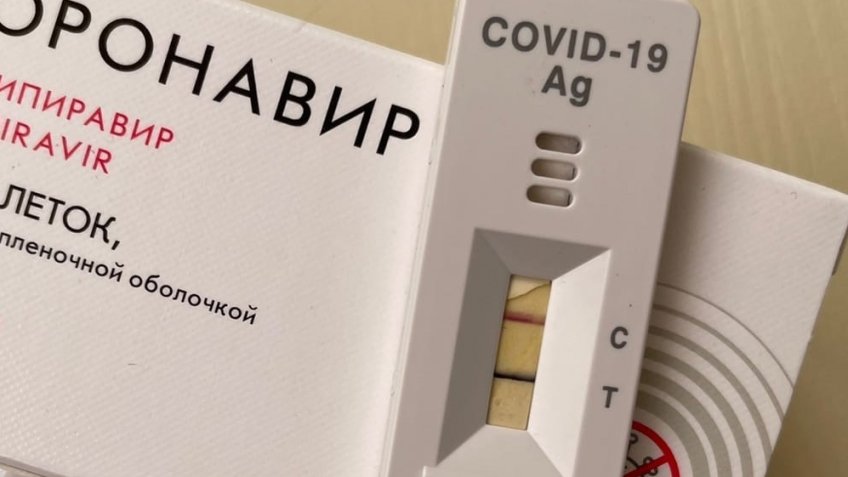 ОРОНАВИР
ИПИРАВИР
IRAVIR
ЛЕТОК,
пленочной оболочкой
COVID-19
Ag
C
T